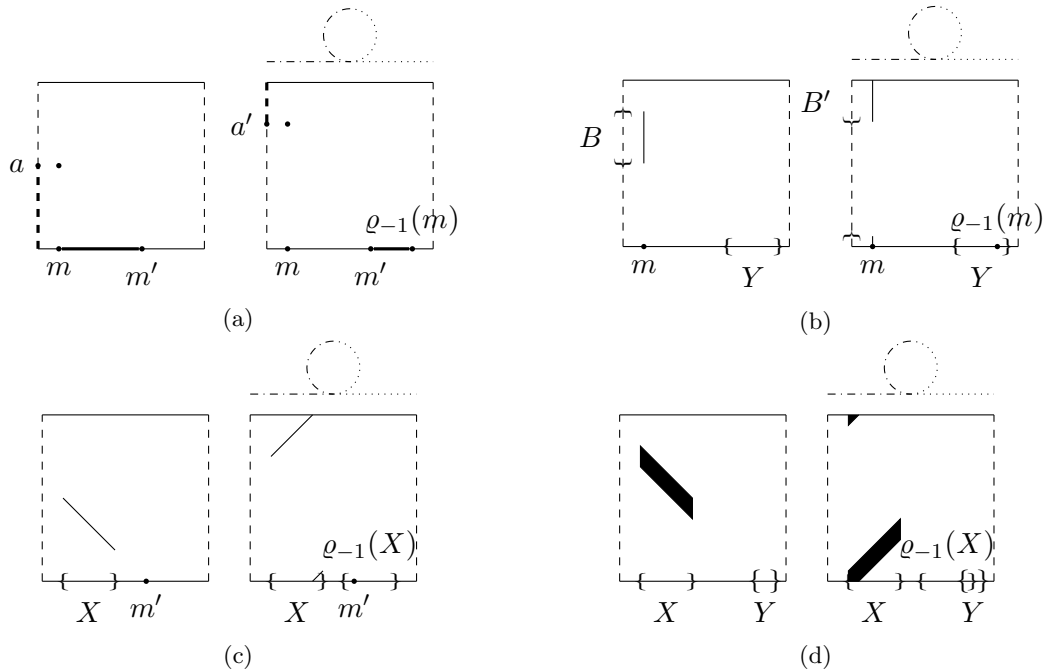 a
a′
ϱ₋₁(m)
m m′ m m′
(a)
B
B′
ϱ₋₁(m)
m { Y } m { Y }
(b)
ϱ₋₁(X)
{ X } m′ { X } { m′ }
(c)
ϱ₋₁(X)
{ X } { Y } { X } { { Y } }
(d)